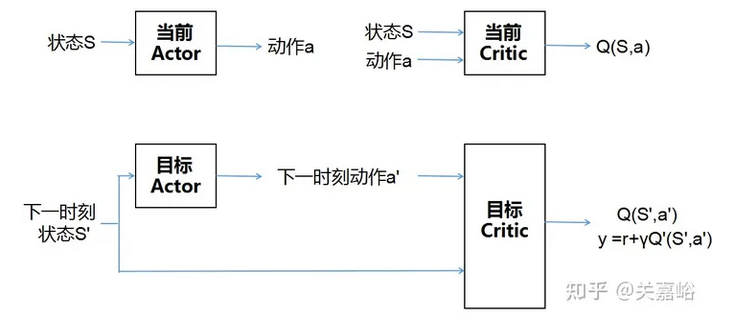 状态S
当前
Actor
动作a
状态S
动作a
当前
Critic
Q(S,a)
目标
Actor
下一时刻动作a'
下一时刻
状态S'
目标
Critic
Q(S',a')
y =r+γQ'(S',a')
知乎 @关嘉峪